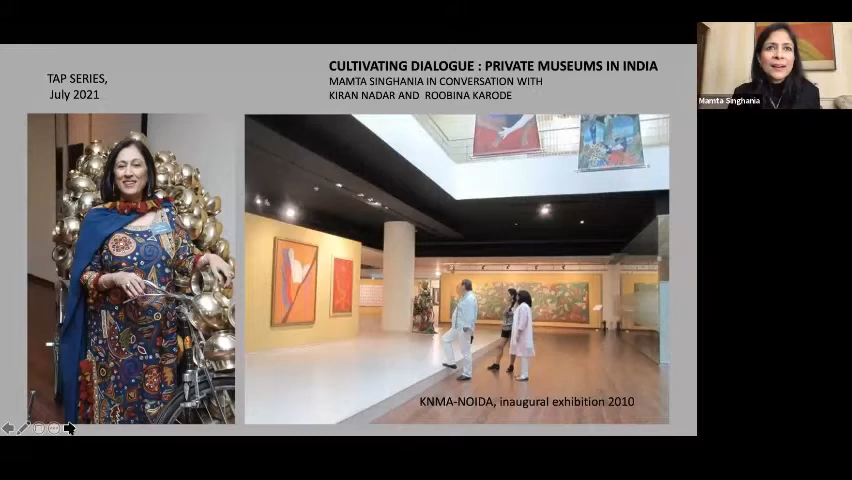 TAP SERIES,
July 2021
CULTIVATING DIALOGUE : PRIVATE MUSEUMS IN INDIA
MAMTA SINGHANIA IN CONVERSATION WITH
KIRAN NADAR AND ROOBINA KARODE
KNMA-NOIDA, inaugural exhibition 2010
Mamta Singhania